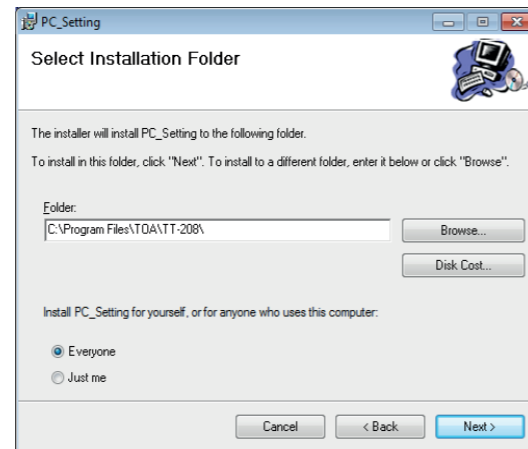 PC_Setting
Select Installation Folder
The installer will install PC_Setting to the following folder.
To install in this folder, click "Next". To install to a different folder, enter it below or click "Browse".
Folder:
C:\Program Files\TOA\TT-208\
Browse...
Disk Cost...
Install PC_Setting for yourself, or for anyone who uses this computer:
Everyone
Just me
Cancel
< Back
Next >